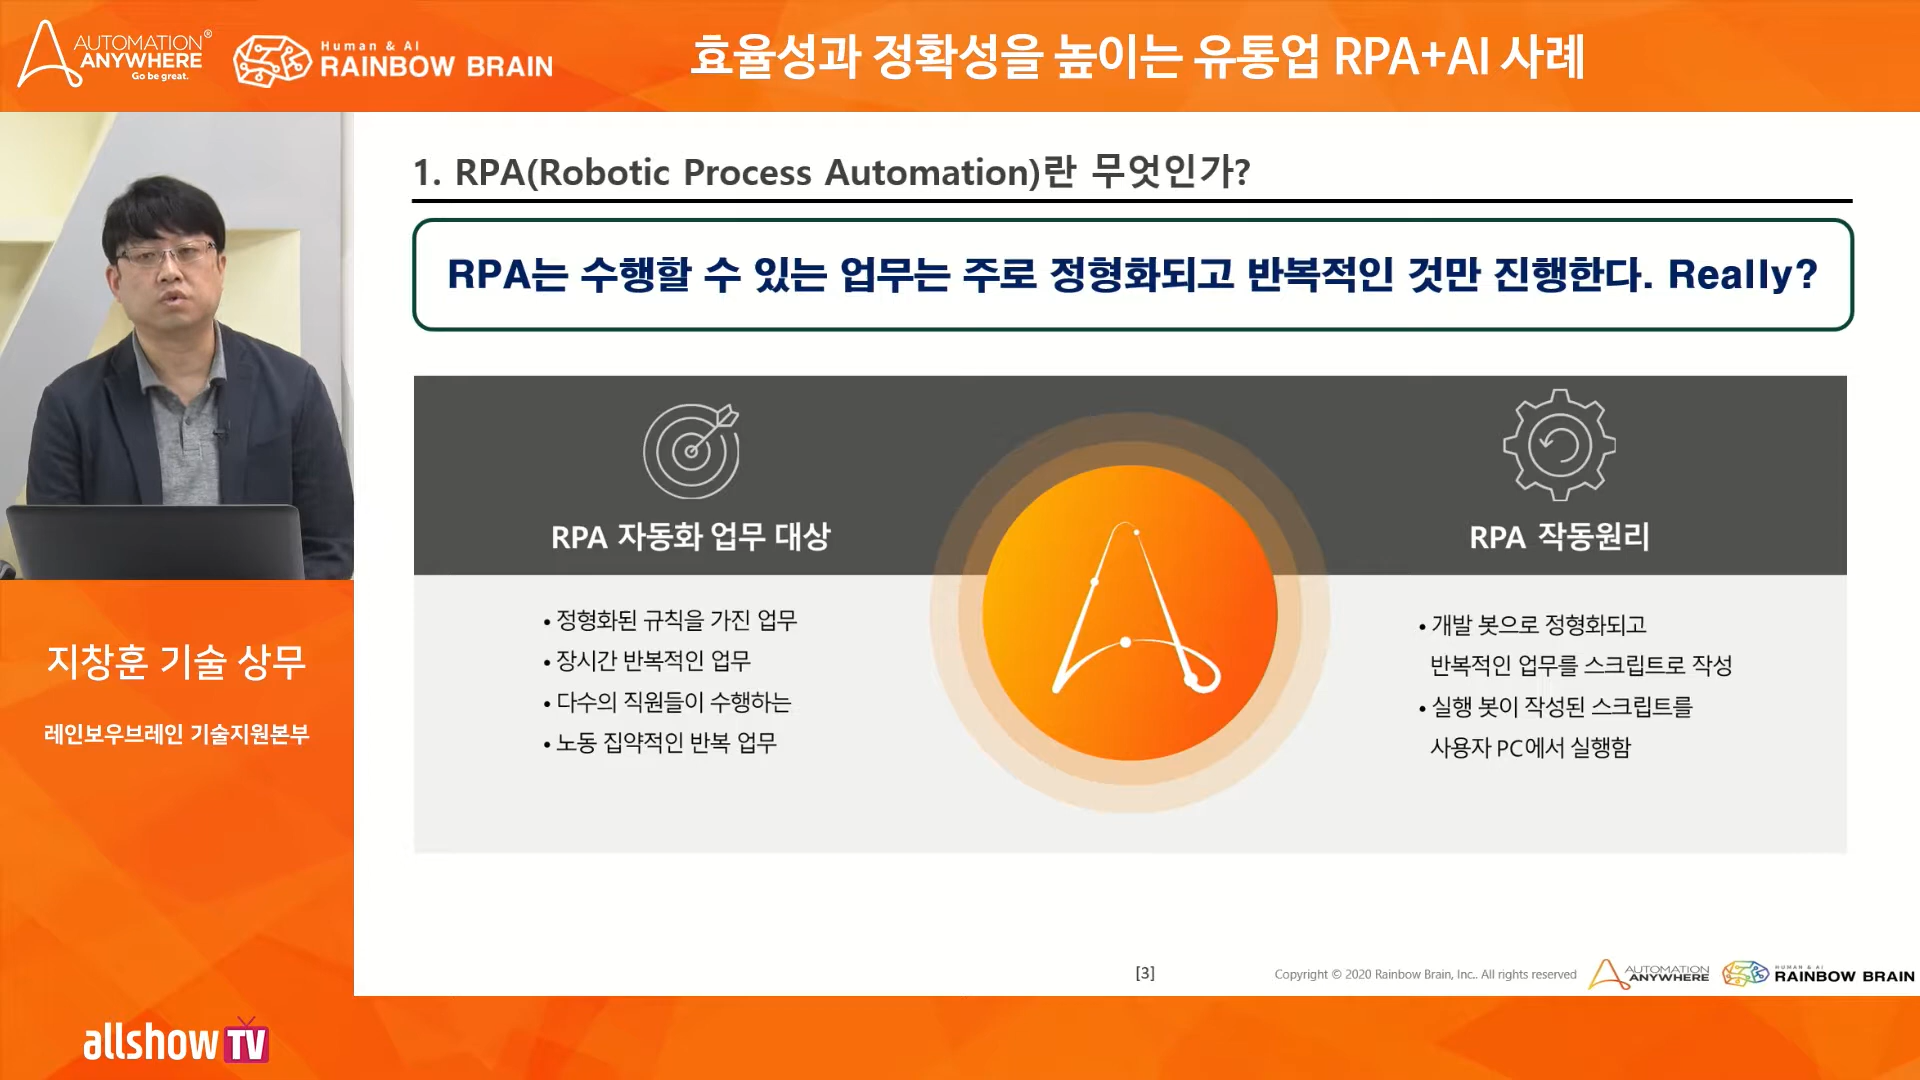 AUTOMATION ANYWHERE®
Go be great.
Human & AI
RAINBOW BRAIN
효율성과 정확성을 높이는 유통업 RPA+AI 사례
1. RPA(Robotic Process Automation)란 무엇인가?
RPA는 수행할 수 있는 업무는 주로 정형화되고 반복적인 것만 진행한다. Really?
RPA 자동화 업무 대상
• 정형화된 규칙을 가진 업무
• 장시간 반복적인 업무
• 다수의 직원들이 수행하는
• 노동 집약적인 반복 업무
RPA 작동원리
• 개발 봇으로 정형화되고
반복적인 업무를 스크립트로 작성
• 실행 봇이 작성된 스크립트를
사용자 PC에서 실행함
지창훈 기술 상무
레인보우브레인 기술지원본부
[3]
Copyright © 2020 Rainbow Brain, Inc.. All rights reserved
AUTOMATION
ANYWHERE
HUMAN & AI
RAINBOW BRAIN
allshow TV